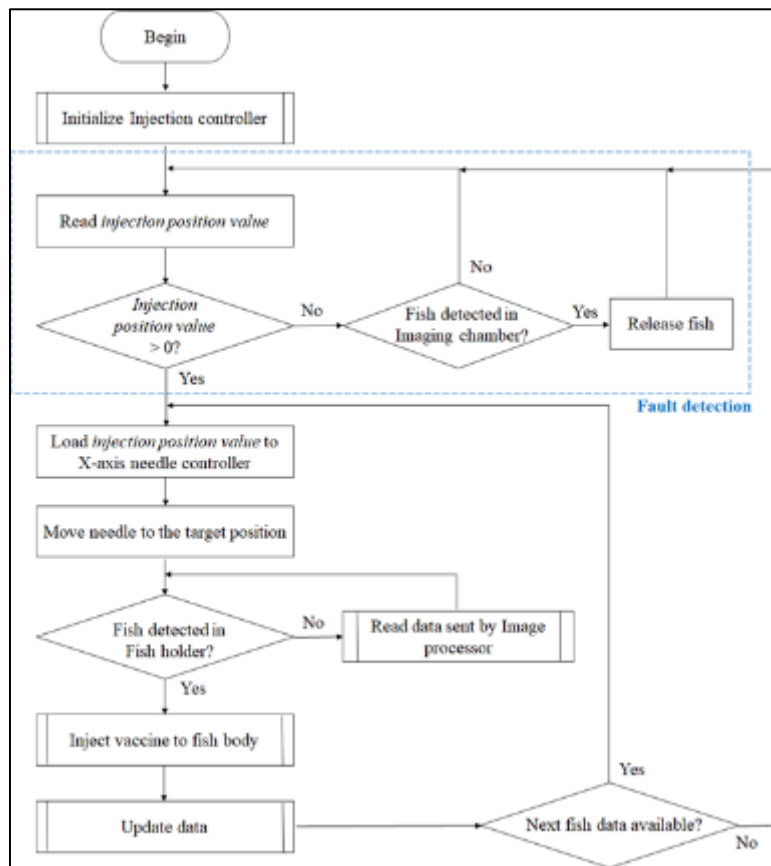 Begin
Initialize Injection controller
Read injection position value
Injection
position value
> 0?
No
Fish detected in
Imaging chamber?
No
Yes
Release fish
Yes
Fault detection
Load injection position value to
X-axis needle controller
Move needle to the target position
Fish detected in
Fish holder?
No
Read data sent by Image
processor
Yes
Inject vaccine to fish body
Update data
Yes
Next fish data available?
No